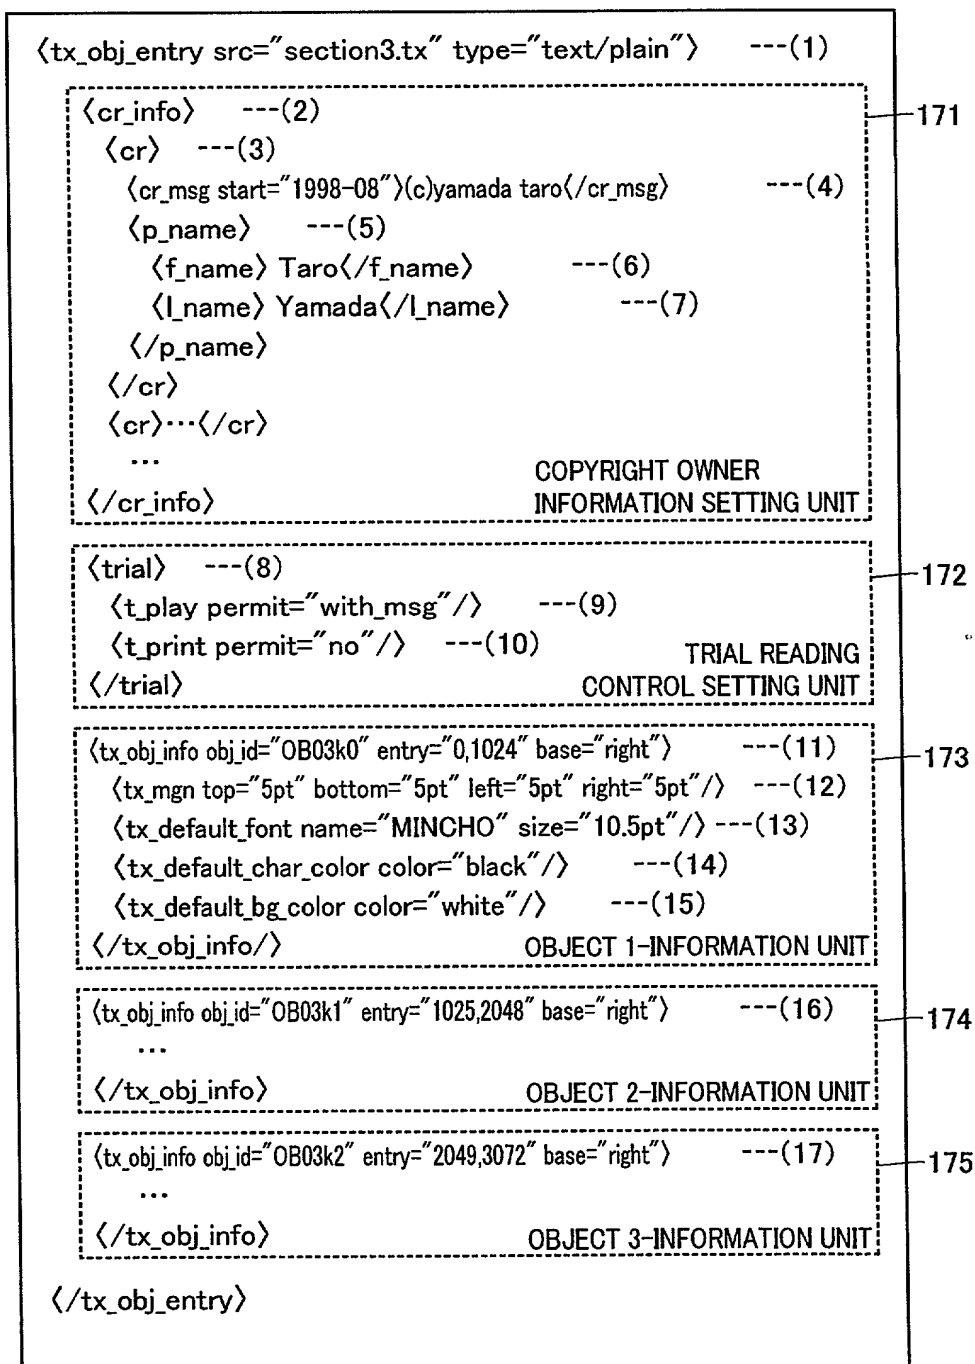 〈tx_obj_entry src="section3.tx" type="text/plain"〉 ---(1)
〈cr_info〉 ---(2)
171
〈cr〉 ---(3)
〈cr_msg start="1998-08"〉(c)yamada taro〈/cr_msg〉 ---(4)
〈p_name〉 ---(5)
〈f_name〉 Taro〈/f_name〉 ---(6)
〈l_name〉 Yamada〈/l_name〉 ---(7)
〈/p_name〉
〈/cr〉
〈cr〉···〈/cr〉
...
COPYRIGHT OWNER
〈/cr_info〉 INFORMATION SETTING UNIT
〈trial〉 ---(8)
172
〈t_play permit="with_msg"/〉 ---(9)
〈t_print permit="no"/〉 ---(10)
TRIAL READING
〈/trial〉 CONTROL SETTING UNIT
〈tx_obj_info obj_id="OB03k0" entry="0,1024" base="right"〉 ---(11)
173
〈tx_mgn top="5pt" bottom="5pt" left="5pt" right="5pt"/〉 ---(12)
〈tx_default_font name="MINCHO" size="10.5pt"/〉 ---(13)
〈tx_default_char_color color="black"/〉 ---(14)
〈tx_default_bg_color color="white"/〉 ---(15)
〈/tx_obj_info/〉 OBJECT 1-INFORMATION UNIT
〈tx_obj_info obj_id="OB03k1" entry="1025,2048" base="right"〉 ---(16)
174
...
〈/tx_obj_info〉 OBJECT 2-INFORMATION UNIT
〈tx_obj_info obj_id="OB03k2" entry="2049,3072" base="right"〉 ---(17)
175
...
〈/tx_obj_info〉 OBJECT 3-INFORMATION UNIT
〈/tx_obj_entry〉